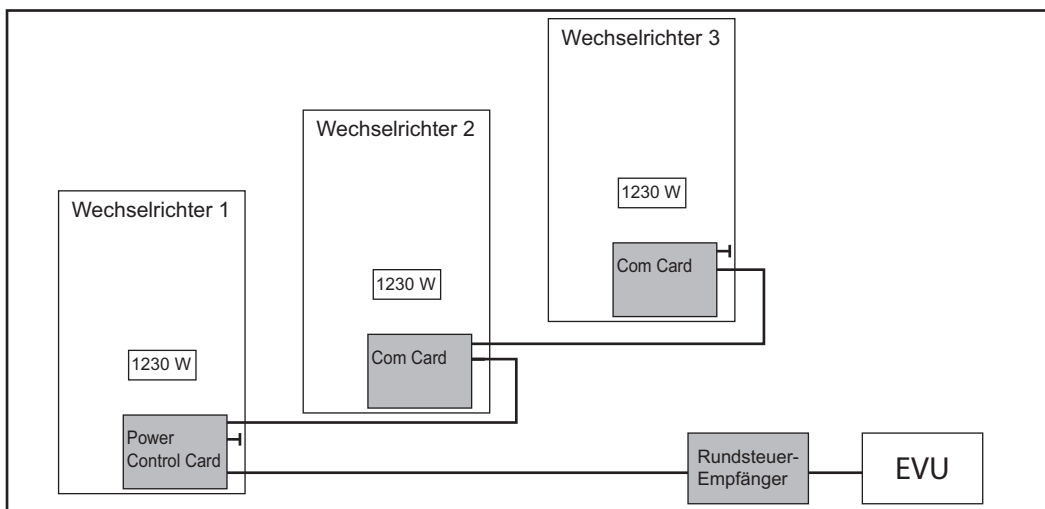 Wechselrichter 3
1230 W
Com Card
Wechselrichter 2
1230 W
Com Card
Wechselrichter 1
1230 W
Power
Control Card
Rundsteuer-
Empfänger
EVU